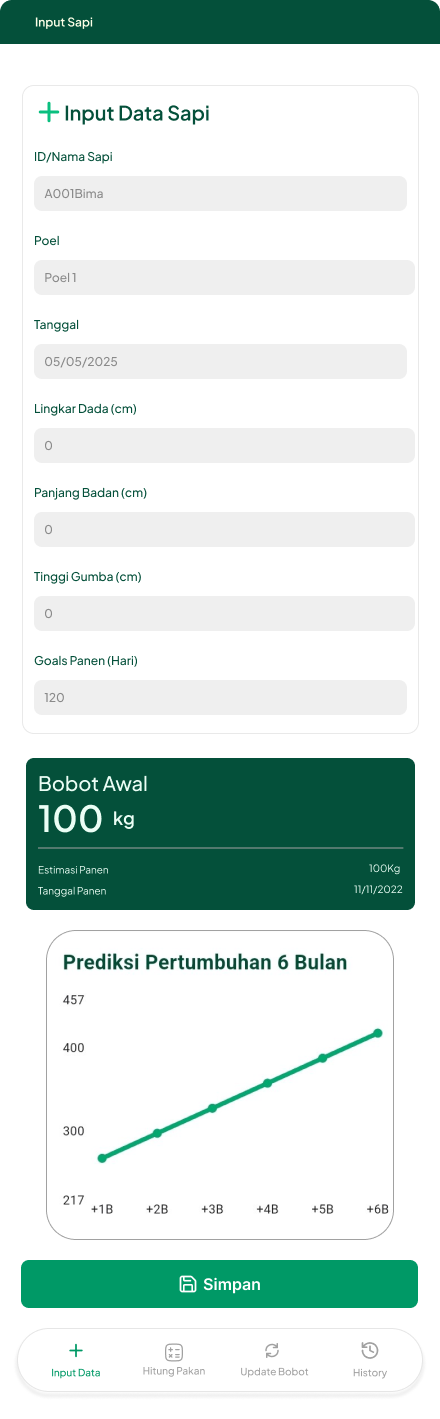 Input Sapi
Input Data Sapi
ID/Nama Sapi
A001Bima
Poel
Poel 1
Tanggal
05/05/2025
Lingkar Dada (cm)
0
Panjang Badan (cm)
0
Tinggi Gumba (cm)
0
Goals Panen (Hari)
120
Bobot Awal
100 kg
Estimasi Panen 100Kg
Tanggal Panen 11/11/2022
Prediksi Pertumbuhan 6 Bulan
457
400
300
217
+1B +2B +3B +4B +5B +6B
Simpan
Input Data Hitung Pakan Update Bobot History